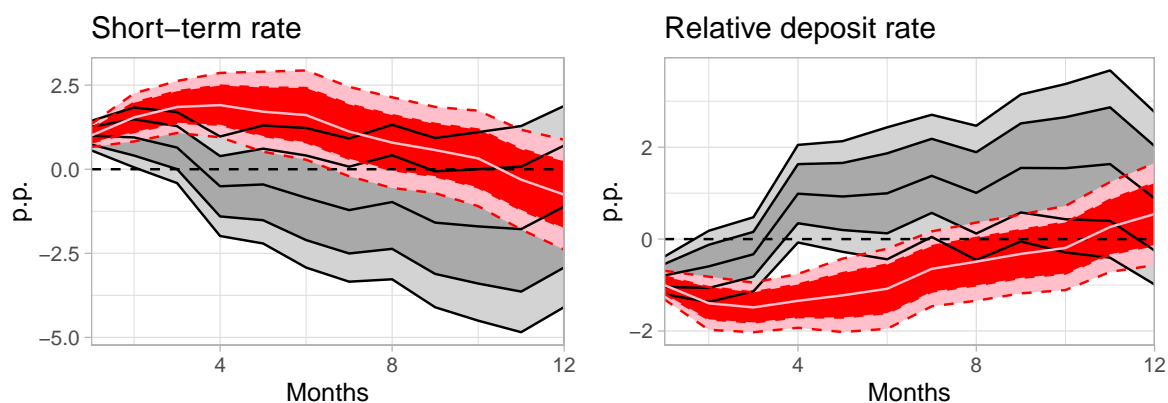 Short−term rate
p.p.
2.5
0.0
−2.5
−5.0
4
8
12
Months
Relative deposit rate
p.p.
2
0
−2
4
8
12
Months